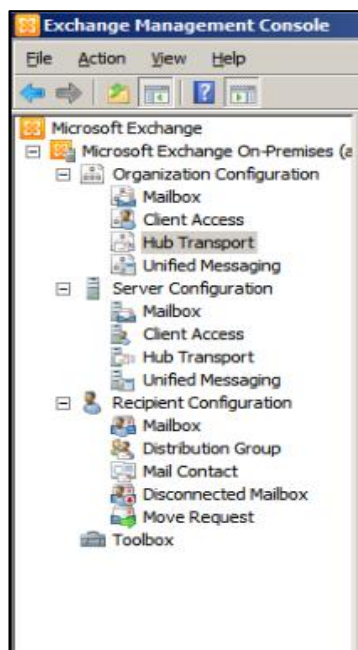 Exchange Management Console
File Action View Help
Microsoft Exchange
Microsoft Exchange On-Premises (a
Organization Configuration
Mailbox
Client Access
Hub Transport
Unified Messaging
Server Configuration
Mailbox
Client Access
Hub Transport
Unified Messaging
Recipient Configuration
Mailbox
Distribution Group
Mail Contact
Disconnected Mailbox
Move Request
Toolbox